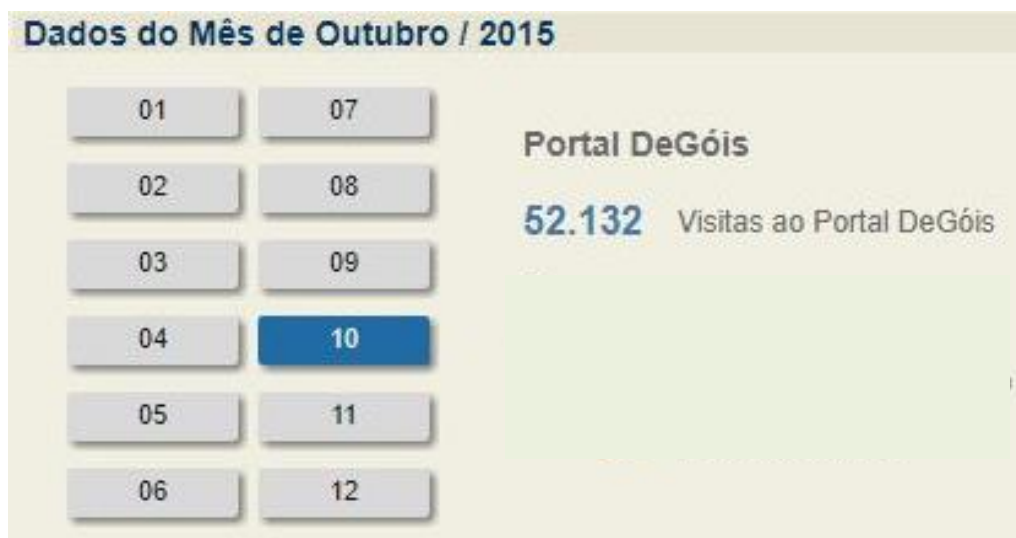 Dados do Mês de Outubro / 2015
01 07
02 08
03 09
04 10
05 11
06 12
Portal DeGóis
52.132 Visitas ao Portal DeGóis